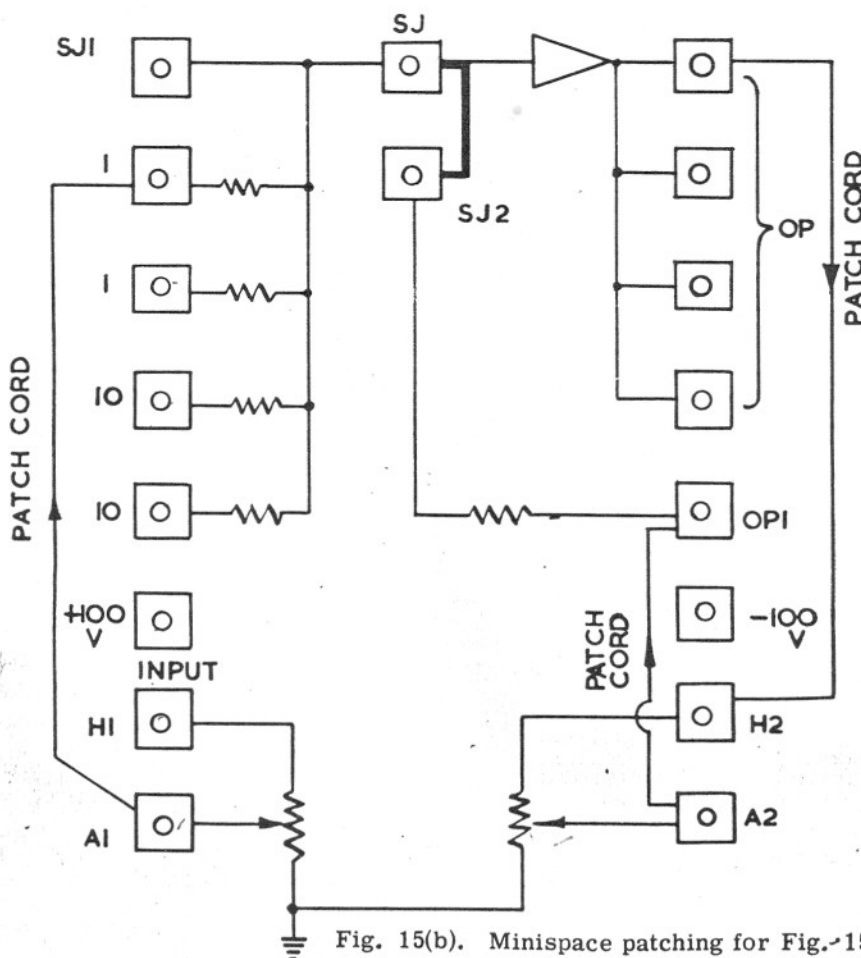 SJ
SJ1
1
SJ2
OP
PATCH CORD
1
10
PATCH CORD
10
OP1
+100
V
-100
V
PATCH
CORD
INPUT
H1
H2
A1
A2
Fig. 15(b). Minispace patching for Fig. 15